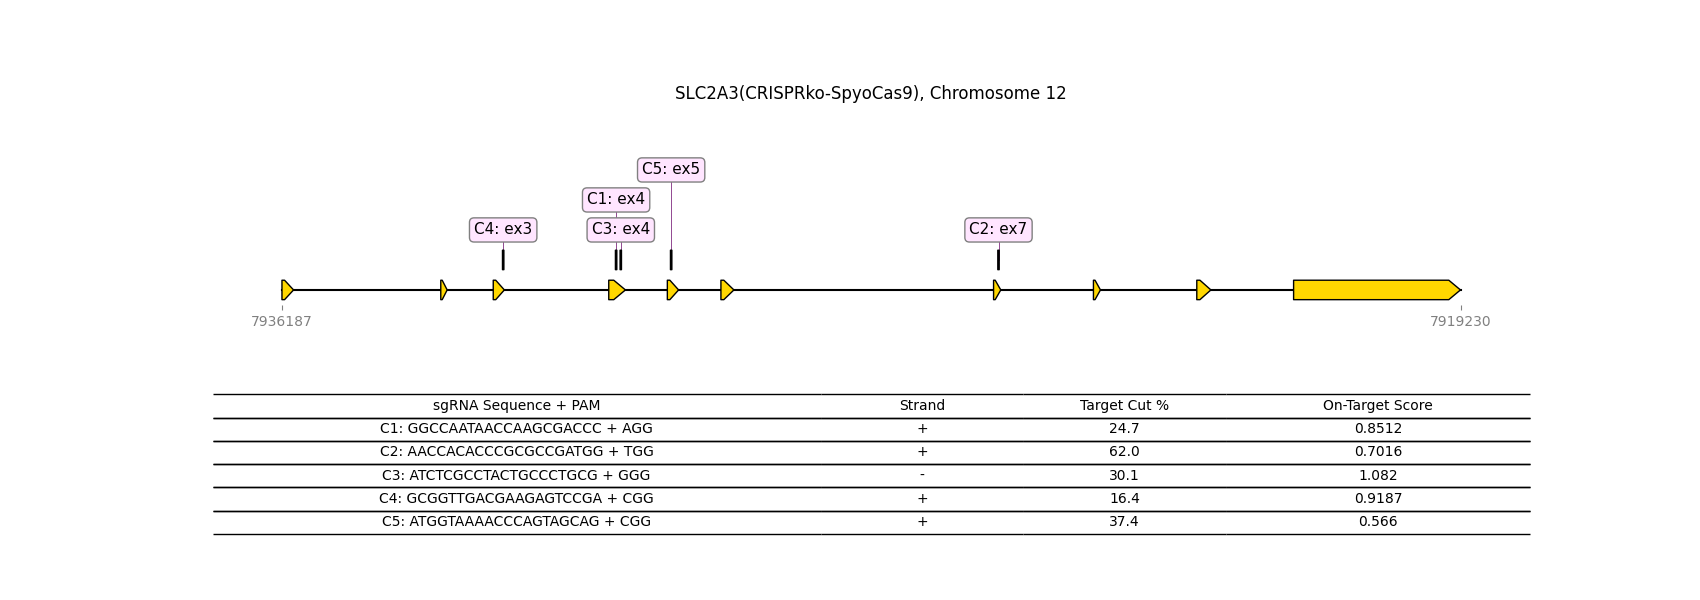 SLC2A3(CRISPRko-SpyoCas9), Chromosome 12
C5: ex5
C1: ex4
C4: ex3 C3: ex4 C2: ex7
7936187 7919230
sgRNA Sequence + PAM Strand Target Cut % On-Target Score
C1: GGCCAATAACCAAGCGACCC + AGG + 24.7 0.8512
C2: AACCACACCCGCGCCGATGG + TGG + 62.0 0.7016
C3: ATCTCGCCTACTGCCCTGCG + GGG - 30.1 1.082
C4: GCGGTTGACGAAGAGTCCGA + CGG + 16.4 0.9187
C5: ATGGTAAAACCCAGTAGCAG + CGG + 37.4 0.566